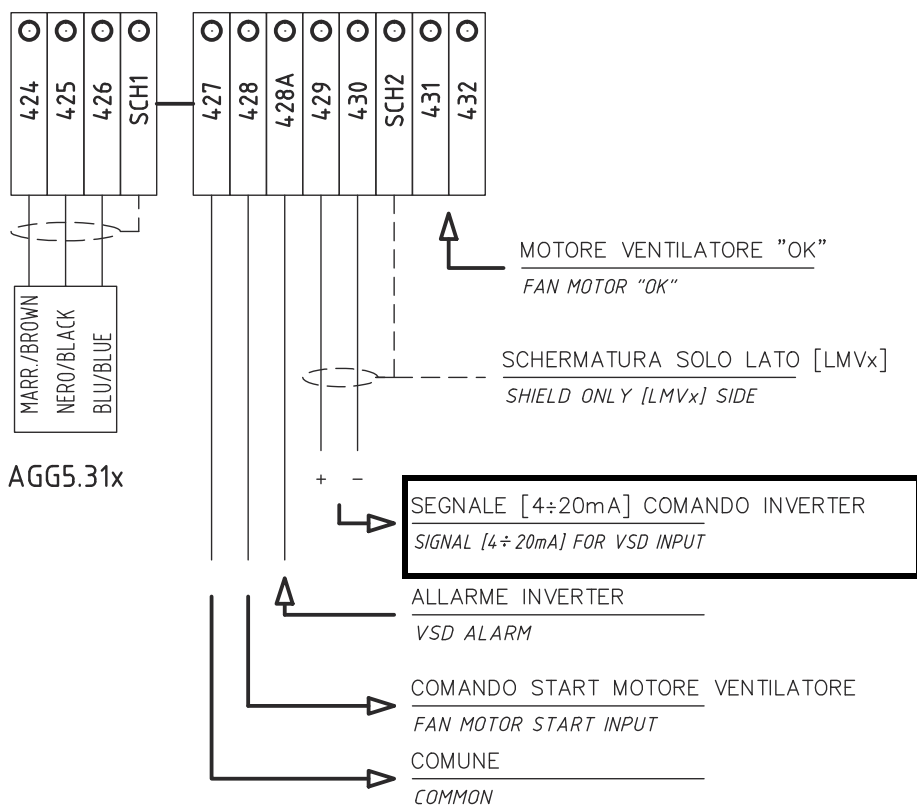 424 425 426 SCH1 427 428 428A 429 430 SCH2 431 432
MOTORE VENTILATORE "OK"
FAN MOTOR "OK"
MARR./BROWN
NERO/BLACK
BLU/BLUE
SCHERMATURA SOLO LATO [LMVx]
SHIELD ONLY [LMVx] SIDE
AGG5.31x
+ -
SEGNALE [4÷20mA] COMANDO INVERTER
SIGNAL [4÷20mA] FOR VSD INPUT
ALLARME INVERTER
VSD ALARM
COMANDO START MOTORE VENTILATORE
FAN MOTOR START INPUT
COMUNE
COMMON